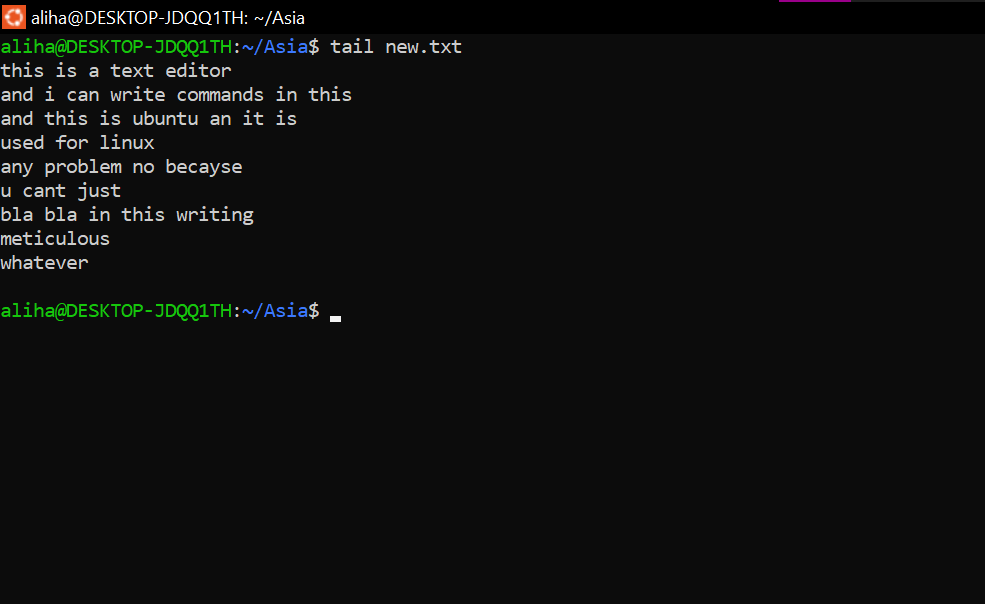 aliha@DESKTOP-JDQQ1TH: ~/Asia
aliha@DESKTOP-JDQQ1TH:~/Asia$ tail new.txt
this is a text editor
and i can write commands in this
and this is ubuntu an it is
used for linux
any problem no becayse
u cant just
bla bla in this writing
meticulous
whatever
aliha@DESKTOP-JDQQ1TH:~/Asia$